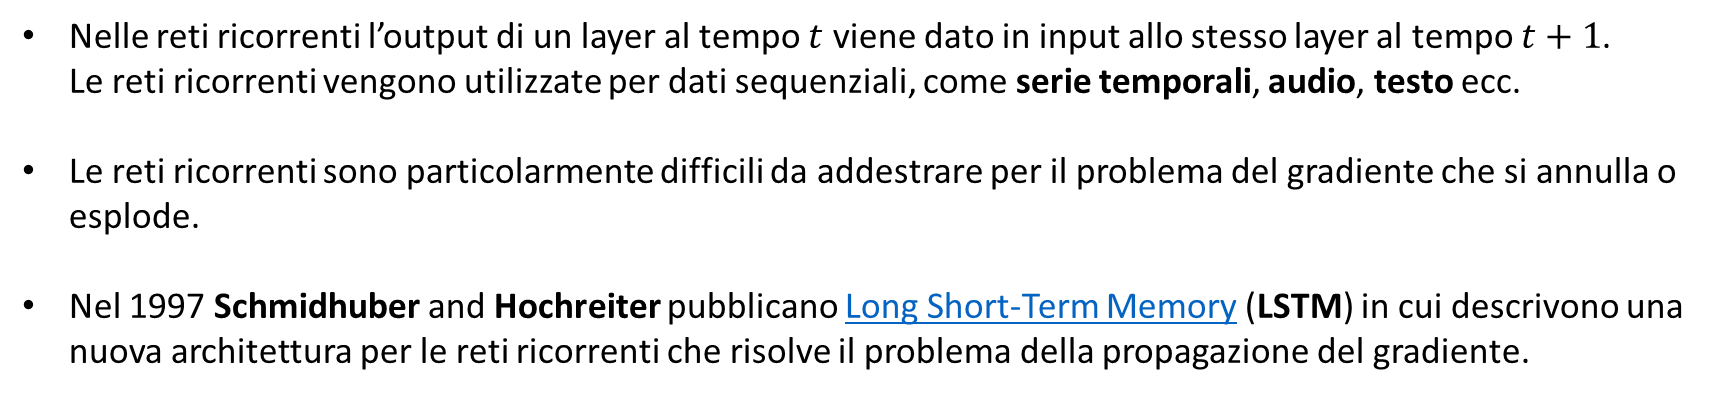 • Nelle reti ricorrenti l’output di un layer al tempo t viene dato in input allo stesso layer al tempo t + 1.
Le reti ricorrenti vengono utilizzate per dati sequenziali, come serie temporali, audio, testo ecc.
• Le reti ricorrenti sono particolarmente difficili da addestrare per il problema del gradiente che si annulla o
esplode.
• Nel 1997 Schmidhuber and Hochreiter pubblicano Long Short-Term Memory (LSTM) in cui descrivono una
nuova architettura per le reti ricorrenti che risolve il problema della propagazione del gradiente.